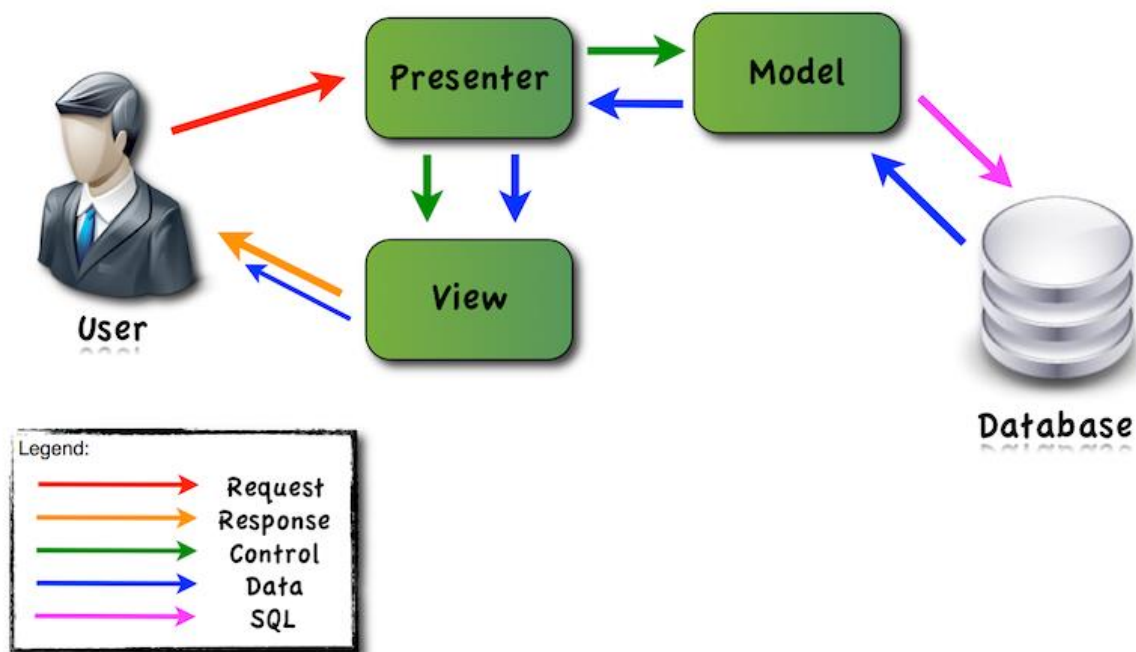 Presenter
Model
View
User
Database
Legend:
Request
Response
Control
Data
SQL